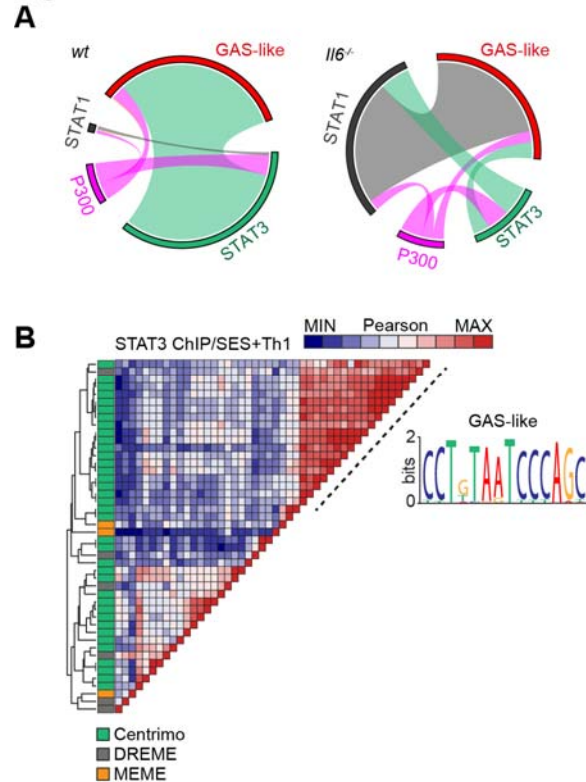 A
wt
GAS-like
STAT1
P300
STAT3
Il6-/-
GAS-like
STAT1
P300
STAT3
B
STAT3 ChIP/SES+Th1
MIN Pearson MAX
GAS-like
2
bits
0
CCTGTAATCCCAGC
Centrimo
DREME
MEME